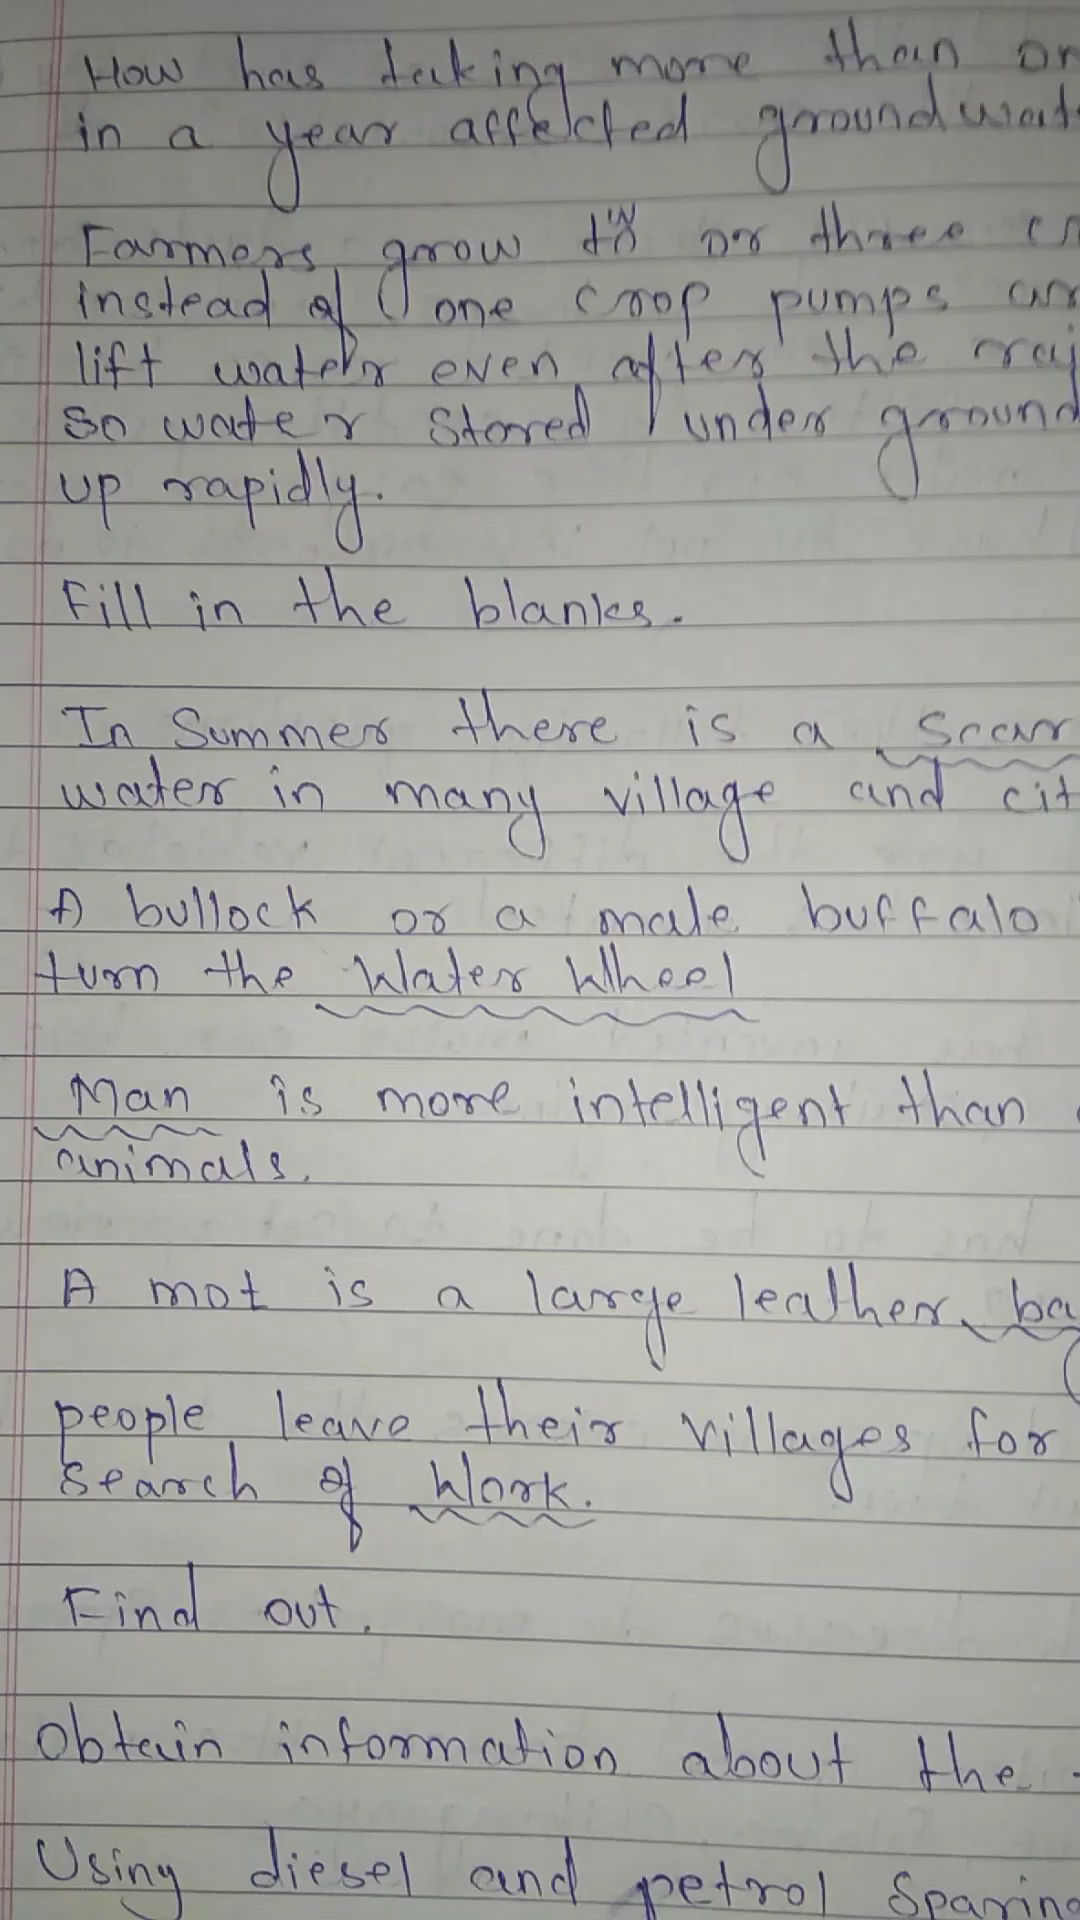 How has taking more than on
in a year affelcted groundwat
Farmers grow tw or three cr
instead of one crop pumps ar
lift water even after the rai
So water stored under ground
up rapidly.
Fill in the blanks.
In Summer there is a Scar
water in many village and cit
A bullock or a male buffalo
turn the Water Wheel
Man is more intelligent than
animals.
A mot is a large leather ba
people leave their villages for
search of Work.
Find out.
Obtain information about the
Using diesel and petrol Sparing